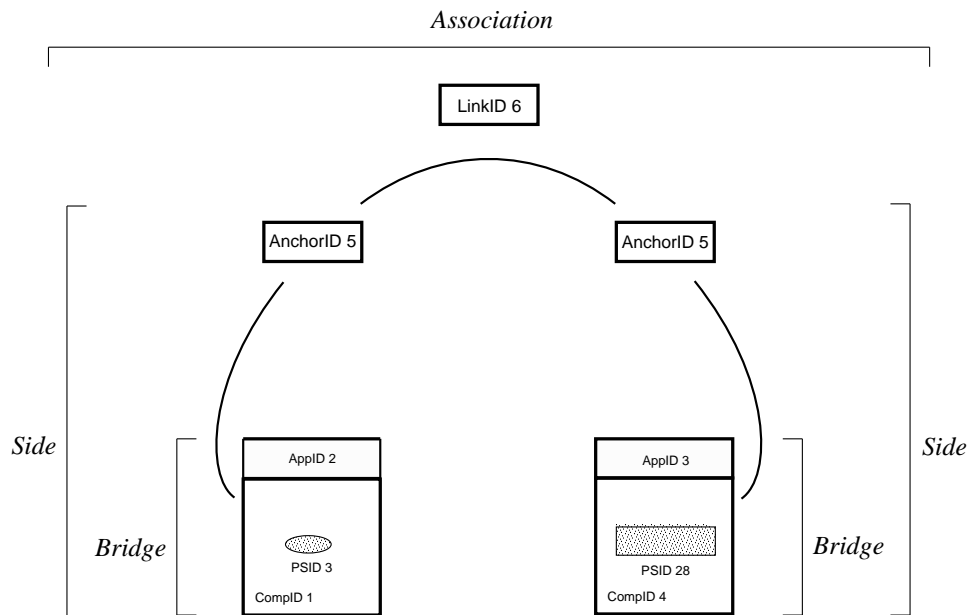 Association
LinkID 6
AnchorID 5
AnchorID 5
Side
Side
AppID 2
AppID 3
Bridge
Bridge
PSID 3
PSID 28
CompID 1
CompID 4